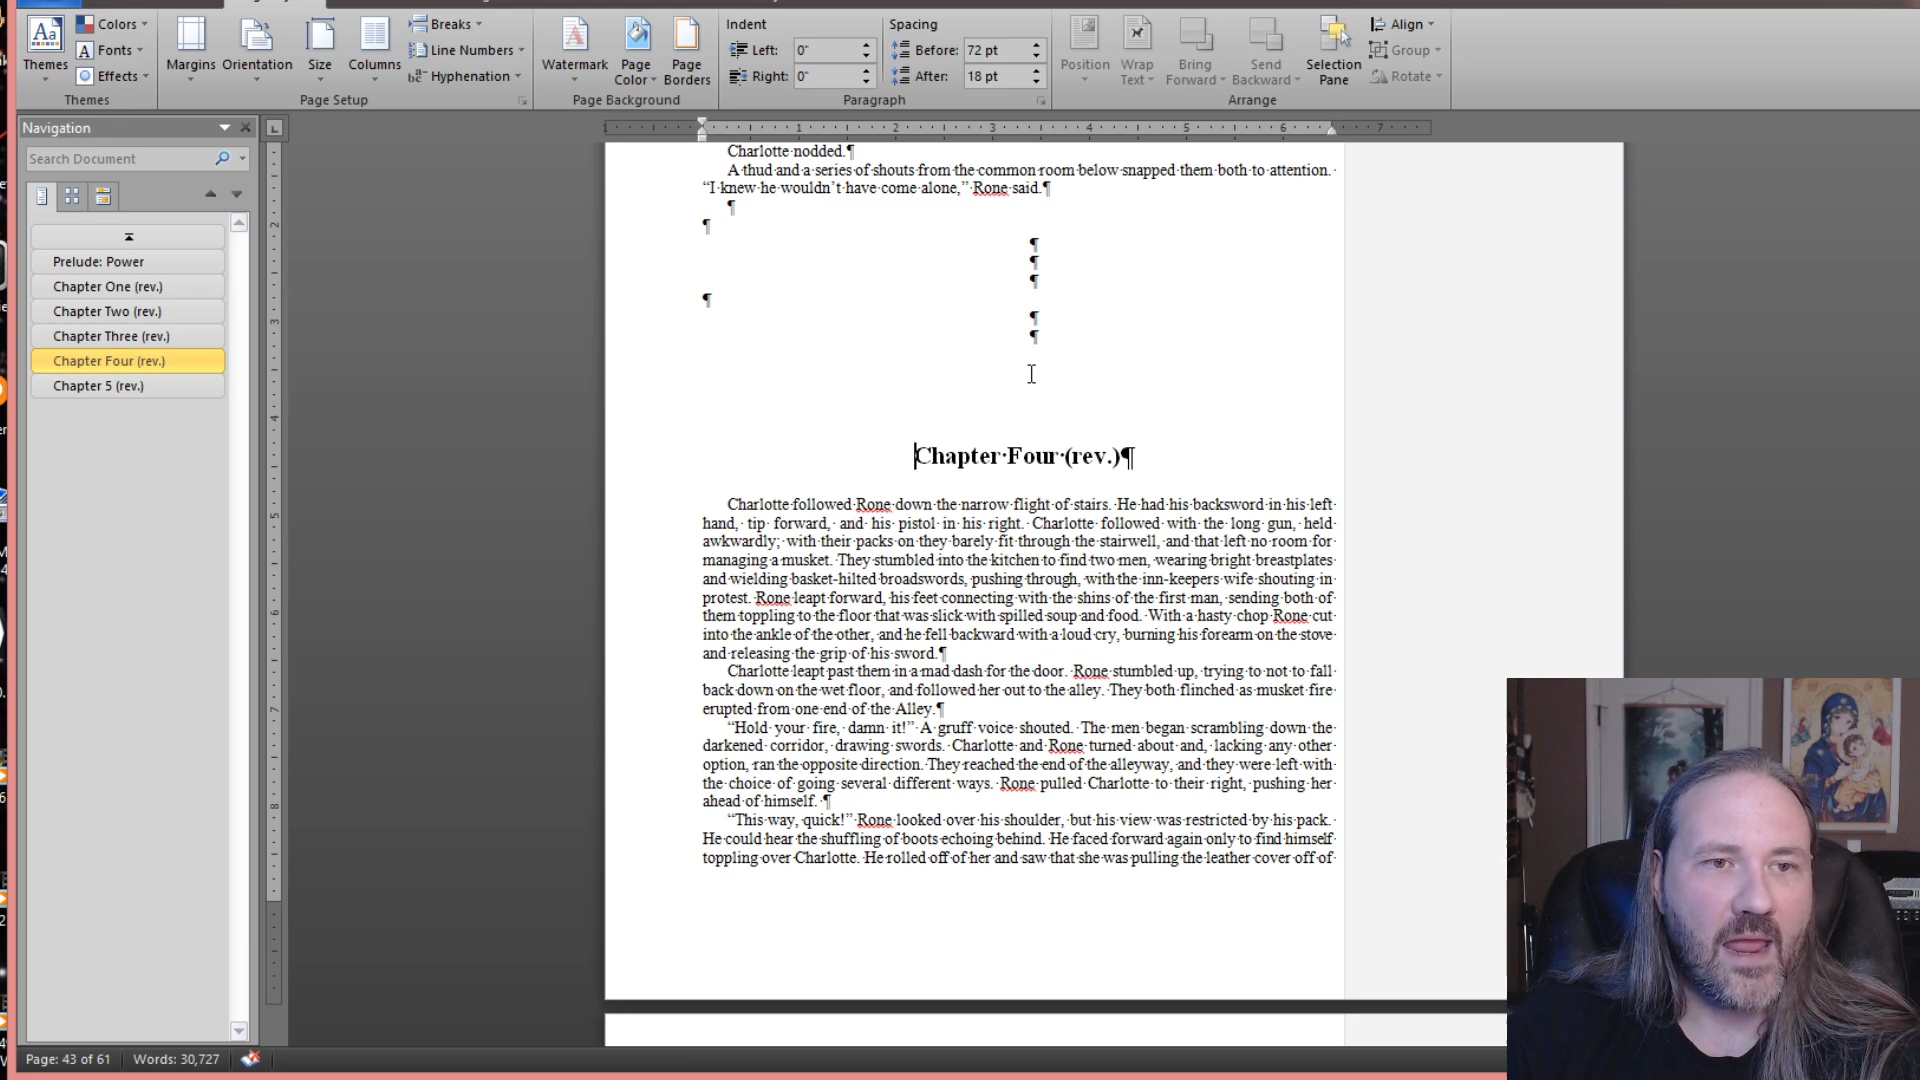 Colors
Breaks
Indent
Spacing
Align
Fonts
Line Numbers
Left: 0"
Before: 72 pt
Group
Themes
Margins
Orientation
Size
Columns
Watermark
Page
Color
Page
Borders
Position
Wrap
Text
Bring
Forward
Send
Backward
Selection
Pane
Effects
Hyphenation
Right: 0"
After: 18 pt
Rotate
Themes
Page Setup
Page Background
Paragraph
Arrange
Navigation
Search Document
Prelude: Power
Chapter One (rev.)
Chapter Two (rev.)
Chapter Three (rev.)
Chapter Four (rev.)
Chapter 5 (rev.)
1 1 2 3 4 5 6 7
2
3
4
5
6
7
8
Charlotte nodded.¶
A thud and a series of shouts from the common room below snapped them both to attention.
“I knew he wouldn’t have come alone,” Rone said.¶
¶
¶
¶
¶
¶
¶
¶
¶
Chapter Four (rev.)¶
Charlotte followed Rone down the narrow flight of stairs. He had his backsword in his left
hand, tip forward, and his pistol in his right. Charlotte followed with the long gun, held
awkwardly; with their packs on they barely fit through the stairwell, and that left no room for
managing a musket. They stumbled into the kitchen to find two men, wearing bright breastplates
and wielding basket-hilted broadswords, pushing through, with the inn-keepers wife shouting in
protest. Rone leapt forward, his feet connecting with the shins of the first man, sending both of
them toppling to the floor that was slick with spilled soup and food. With a hasty chop Rone cut
into the ankle of the other, and he fell backward with a loud cry, burning his forearm on the stove
and releasing the grip of his sword.¶
Charlotte leapt past them in a mad dash for the door. Rone stumbled up, trying to not to fall
back down on the wet floor, and followed her out to the alley. They both flinched as musket fire
erupted from one end of the Alley.¶
“Hold your fire, damn it!” A gruff voice shouted. The men began scrambling down the
darkened corridor, drawing swords. Charlotte and Rone turned about and, lacking any other
option, ran the opposite direction. They reached the end of the alleyway, and they were left with
the choice of going several different ways. Rone pulled Charlotte to their right, pushing her
ahead of himself. ¶
“This way, quick!” Rone looked over his shoulder, but his view was restricted by his pack.
He could hear the shuffling of boots echoing behind. He faced forward again only to find himself
toppling over Charlotte. He rolled off of her and saw that she was pulling the leather cover off of
Page: 43 of 61
Words: 30,727